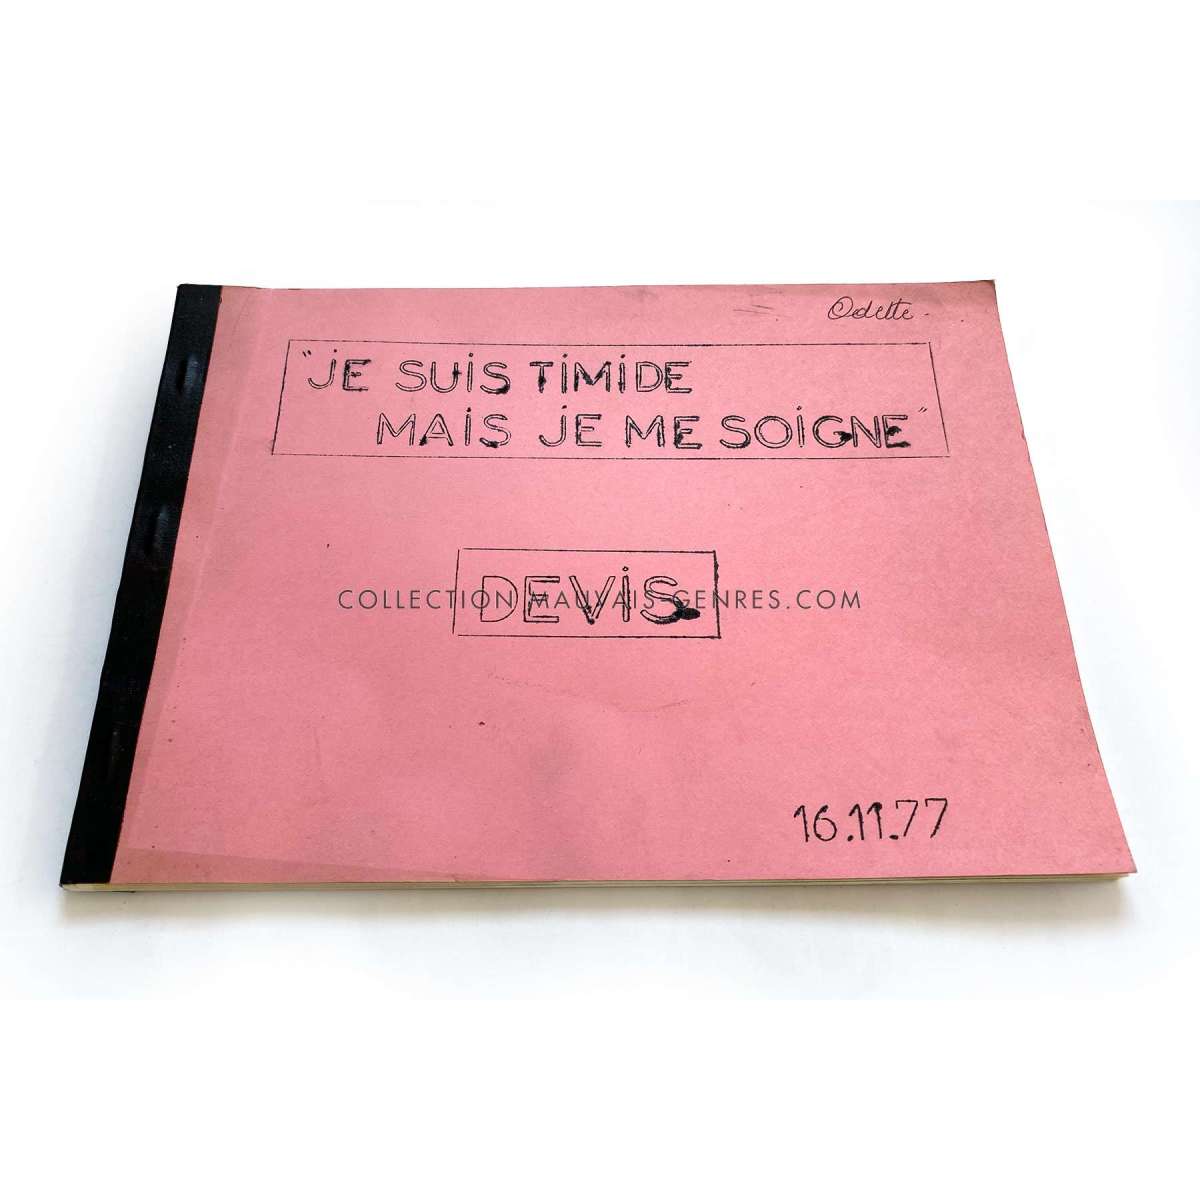 Odette.
"JE SUIS TIMIDE
MAIS JE ME SOIGNE"
DEVIS
COLLECTION MAUVAIS-GENRES.COM
16.11.77